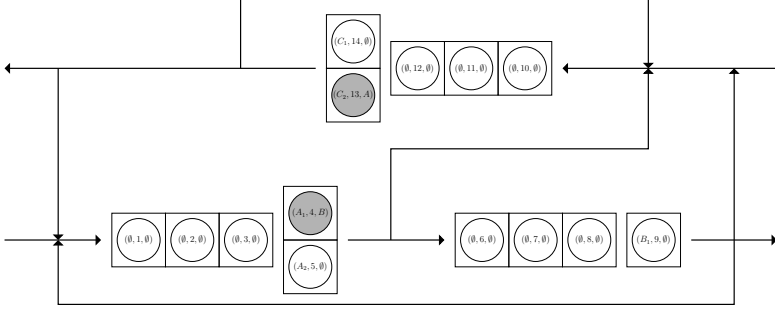 (C₁, 14, ∅)
(∅, 12, ∅) (∅, 11, ∅) (∅, 10, ∅)
(C₂, 13, A)
(A₁, 4, B)
(∅, 1, ∅) (∅, 2, ∅) (∅, 3, ∅) (∅, 6, ∅) (∅, 7, ∅) (∅, 8, ∅) (B₁, 9, ∅)
(A₂, 5, ∅)